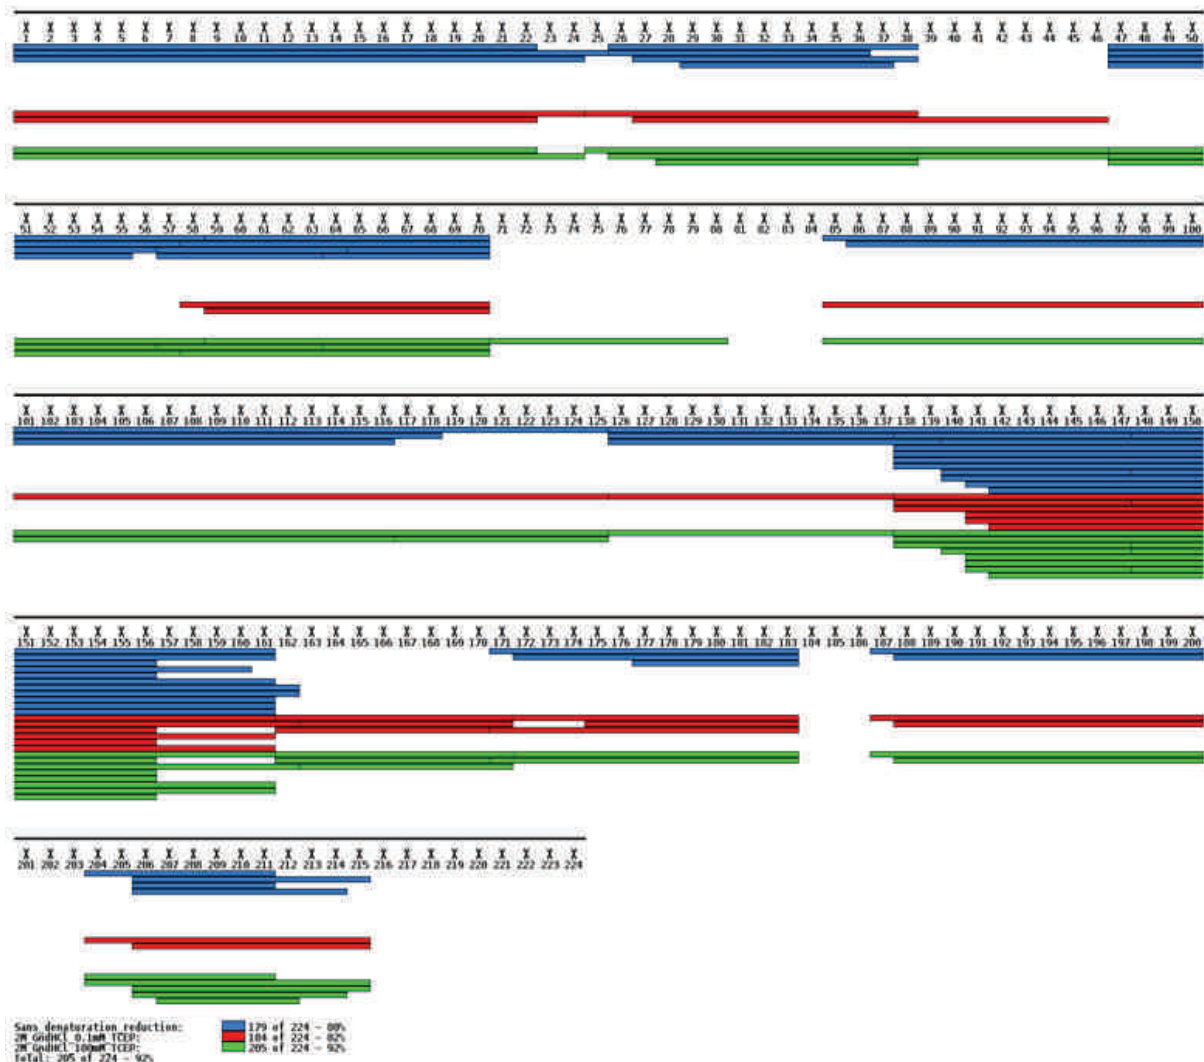 X X X X X X X X X X X X X X X X X X X X X X X X X X X X X X X X X X X X X X X X X X X X X X X X X X
1 2 3 4 5 6 7 8 9 10 11 12 13 14 15 16 17 18 19 20 21 22 23 24 25 26 27 28 29 30 31 32 33 34 35 36 37 38 39 40 41 42 43 44 45 46 47 48 49 50
X X X X X X X X X X X X X X X X X X X X X X X X X X X X X X X X X X X X X X X X X X X X X X X X X X
51 52 53 54 55 56 57 58 59 60 61 62 63 64 65 66 67 68 69 70 71 72 73 74 75 76 77 78 79 80 81 82 83 84 85 86 87 88 89 90 91 92 93 94 95 96 97 98 99 100
X X X X X X X X X X X X X X X X X X X X X X X X X X X X X X X X X X X X X X X X X X X X X X X X X X
101 102 103 104 105 106 107 108 109 110 111 112 113 114 115 116 117 118 119 120 121 122 123 124 125 126 127 128 129 130 131 132 133 134 135 136 137 138 139 140 141 142 143 144 145 146 147 148 149 150
X X X X X X X X X X X X X X X X X X X X X X X X X X X X X X X X X X X X X X X X X X X X X X X X X X
151 152 153 154 155 156 157 158 159 160 161 162 163 164 165 166 167 168 169 170 171 172 173 174 175 176 177 178 179 180 181 182 183 184 185 186 187 188 189 190 191 192 193 194 195 196 197 198 199 200
X X X X X X X X X X X X X X X X X X X X X X X X
201 202 203 204 205 206 207 208 209 210 211 212 213 214 215 216 217 218 219 220 221 222 223 224
Sans_denaturation_reduction: 179 of 224 - 80%
2M_GndHCl_0.1mM_TCEP: 184 of 224 - 82%
2M_GndHCl_100mM_TCEP: 205 of 224 - 92%
Total: 205 of 224 - 92%